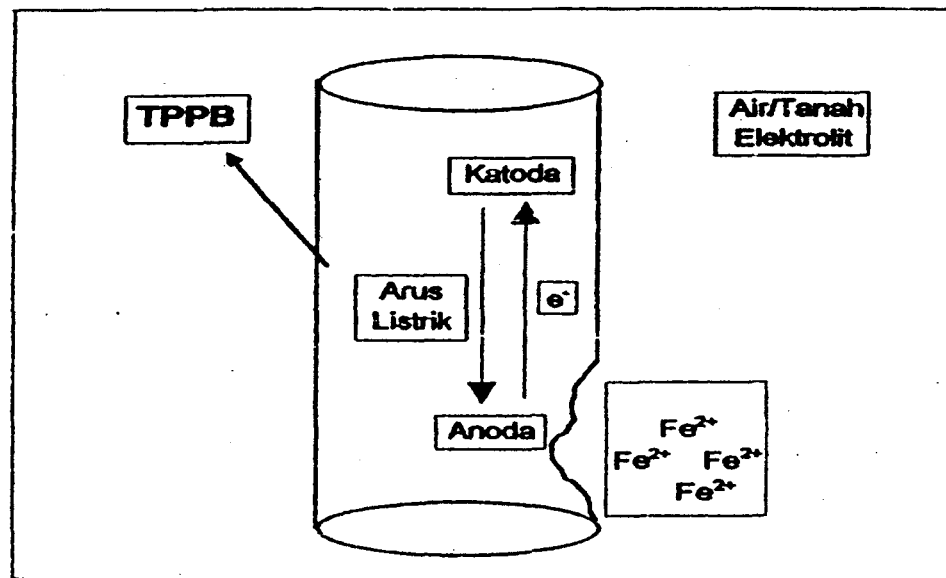 TPPB
Air/Tanah
Elektrolit
Katoda
Arus
Listrik
e⁻
Anoda
Fe²⁺
Fe²⁺ Fe²⁺
Fe²⁺